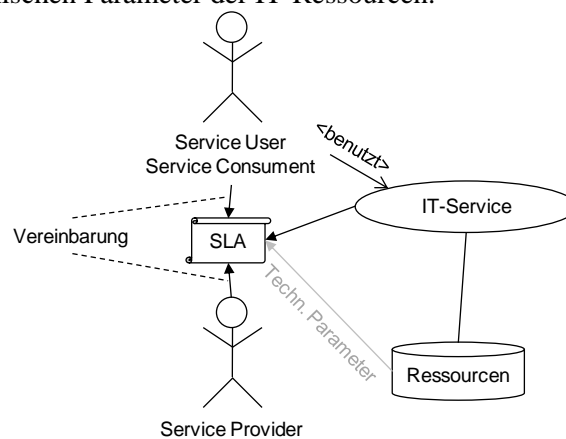 ischen Parameter der IT-Ressourcen.
Service User
Service Consument
<benutzt>
IT-Service
Vereinbarung
SLA
Techn. Parameter
Ressourcen
Service Provider